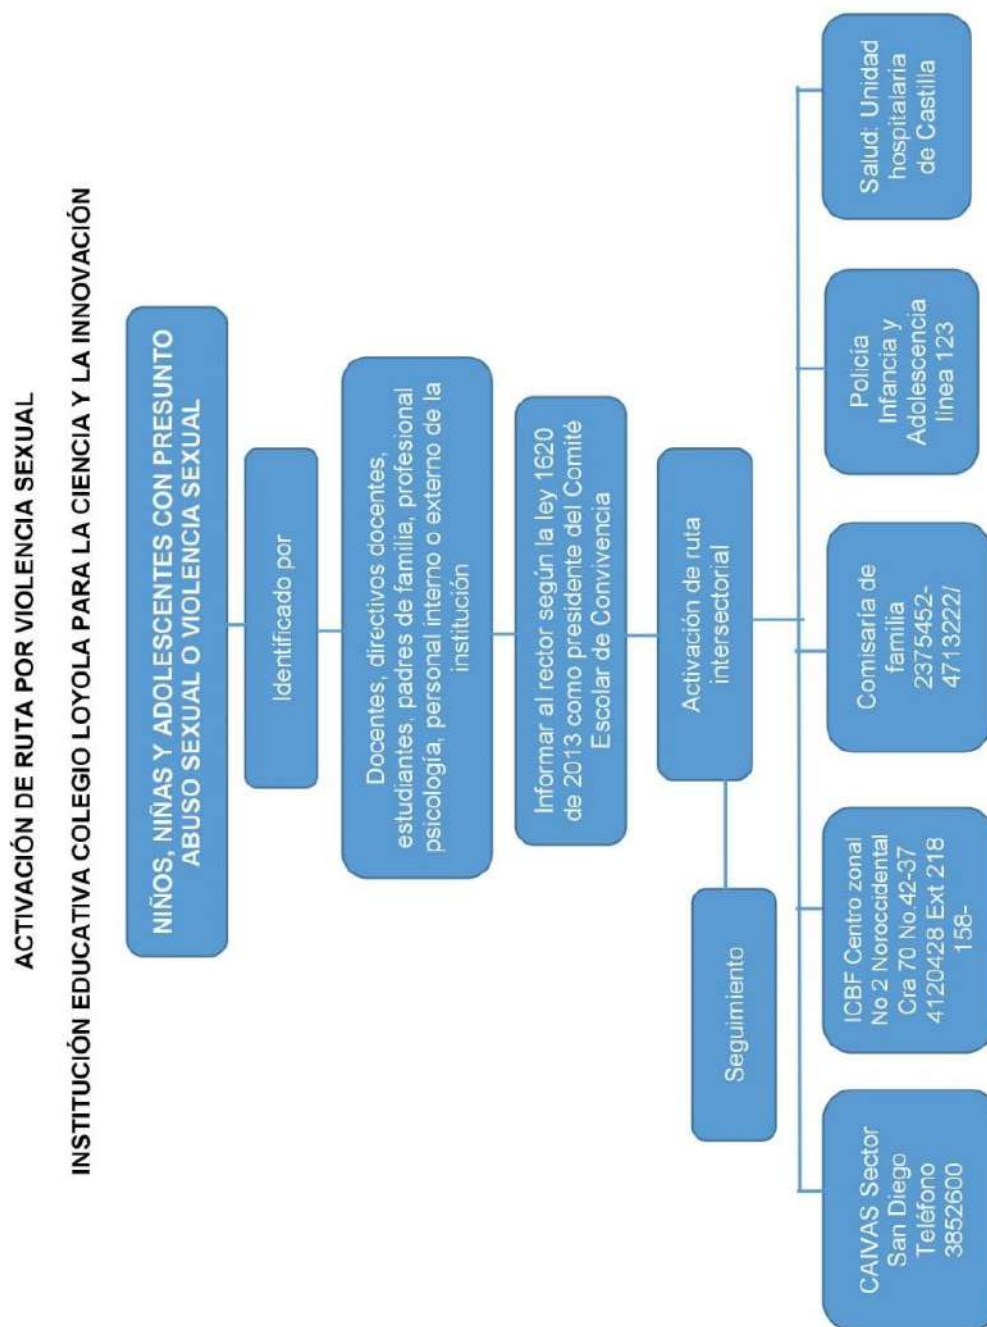 ACTIVACIÓN DE RUTA POR VIOLENCIA SEXUAL
INSTITUCIÓN EDUCATIVA COLEGIO LOYOLA PARA LA CIENCIA Y LA INNOVACIÓN
NIÑOS, NIÑAS Y ADOLESCENTES CON PRESUNTO
ABUSO SEXUAL O VIOLENCIA SEXUAL
Identificado por
Docentes, directivos docentes,
estudiantes, padres de familia, profesional
psicología, personal interno o externo de la
institución
Informar al rector según la ley 1620
de 2013 como presidente del Comité
Escolar de Convivencia
Activación de ruta
intersectorial
Seguimiento
CAIVAS Sector
San Diego
Teléfono
3852600
ICBF Centro zonal
No 2 Noroccidental
Cra 70 No.42-37
4120428 Ext 218
158-
Comisaria de
familia
2375452-
4713222/
Policía
Infancia y
Adolescencia
línea 123
Salud: Unidad
hospitalaria
de Castilla